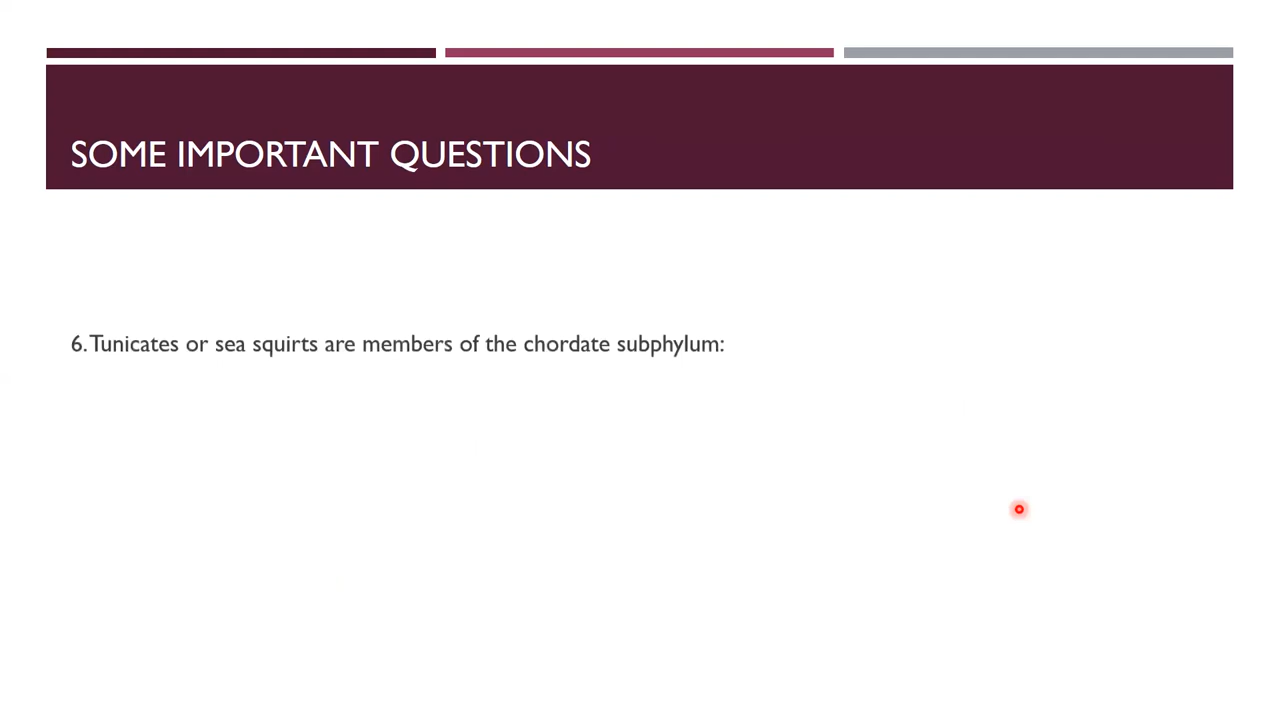 SOME IMPORTANT QUESTIONS
6. Tunicates or sea squirts are members of the chordate subphylum: